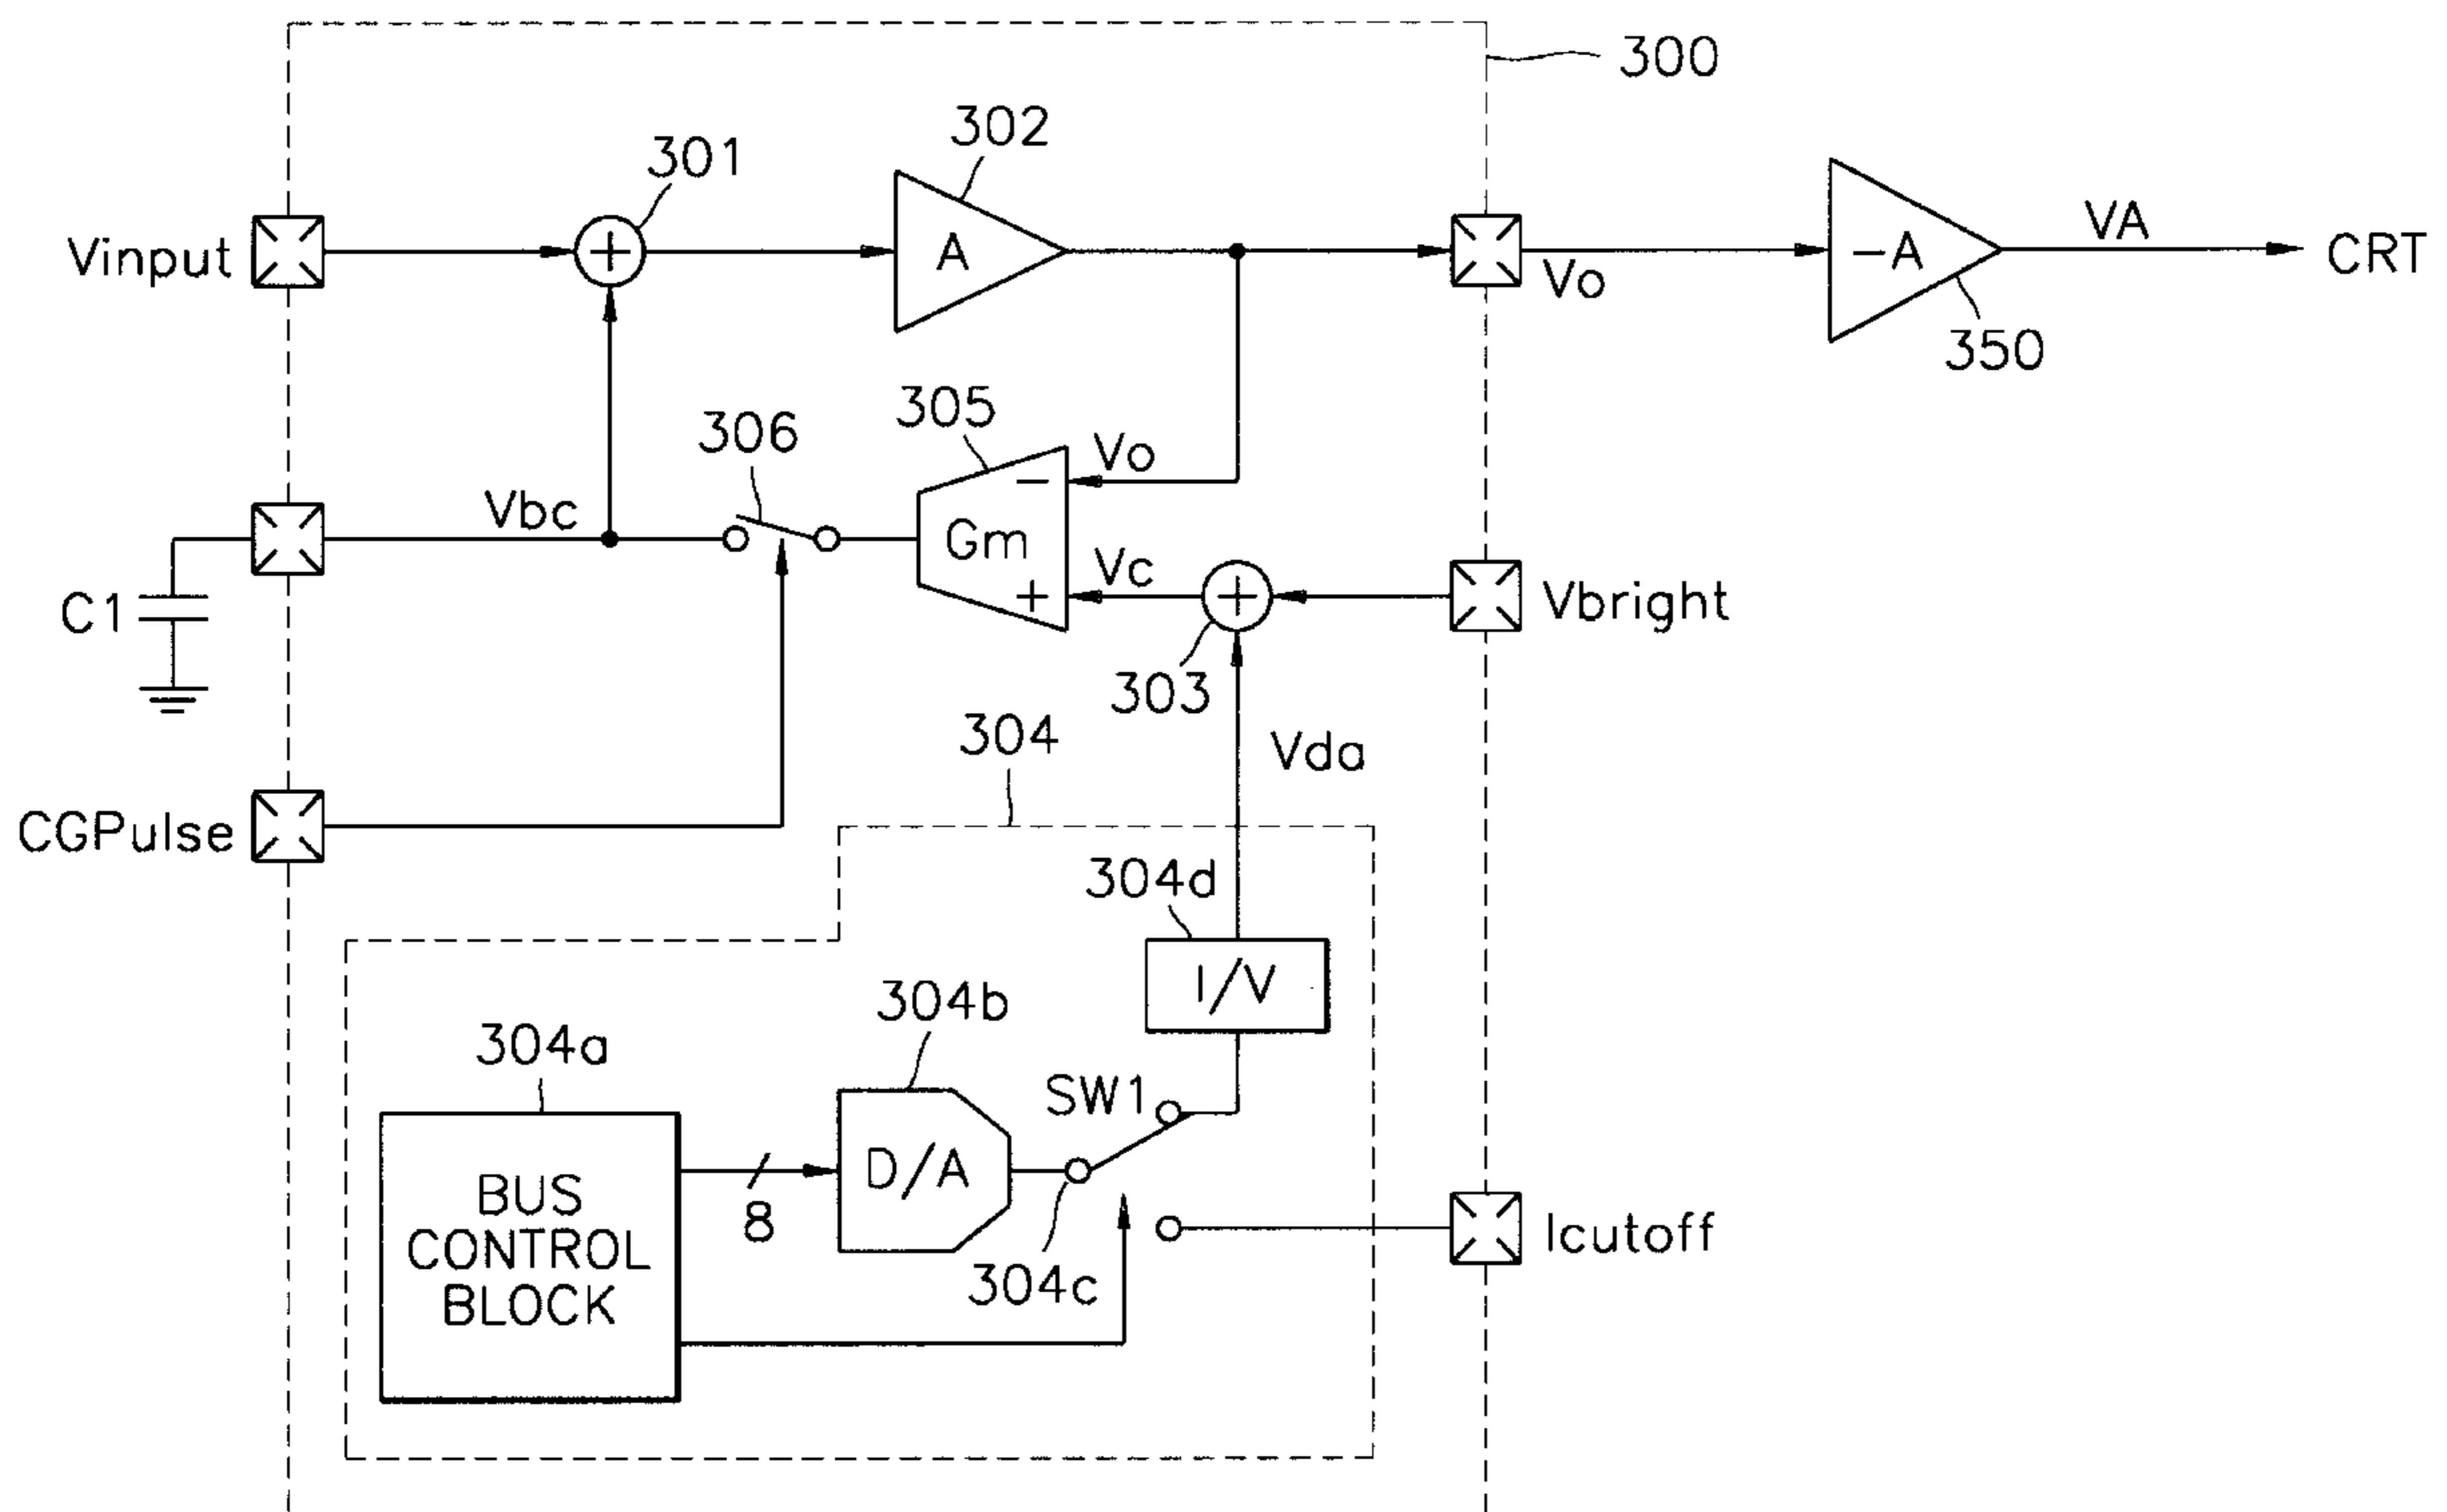 300
302
301
Vinput
+
A
Vo
-A
VA
CRT
350
305
306
Vo
−
Vbc
Gm
Vc
+
+
Vbright
C1
303
304
Vda
CGPulse
304d
I/V
304b
304a
SW1
D/A
8
BUS
CONTROL
BLOCK
304c
Icutoff